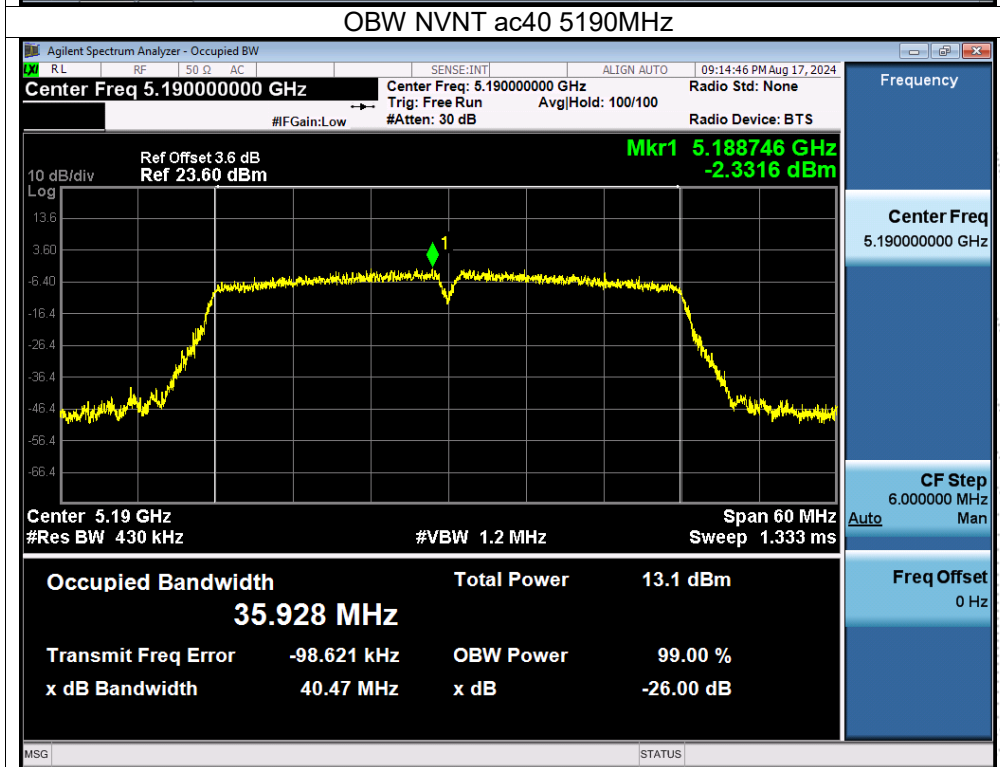 OBW NVNT ac40 5190MHz
Agilent Spectrum Analyzer - Occupied BW
LXI RL RF 50 Ω AC SENSE:INT ALIGN AUTO 09:14:46 PM Aug 17, 2024
Center Freq 5.190000000 GHz
Center Freq: 5.190000000 GHz Radio Std: None
Trig: Free Run Avg|Hold: 100/100
#IFGain:Low #Atten: 30 dB Radio Device: BTS
Mkr1 5.188746 GHz
-2.3316 dBm
Ref Offset 3.6 dB
10 dB/div Ref 23.60 dBm
Log
13.6
3.60
-6.40
-16.4
-26.4
-36.4
-46.4
-56.4
-66.4
1
Center 5.19 GHz Span 60 MHz
#Res BW 430 kHz #VBW 1.2 MHz Sweep 1.333 ms
Occupied Bandwidth Total Power 13.1 dBm
35.928 MHz
Transmit Freq Error -98.621 kHz OBW Power 99.00 %
x dB Bandwidth 40.47 MHz x dB -26.00 dB
Frequency
Center Freq
5.190000000 GHz
CF Step
6.000000 MHz
Auto Man
Freq Offset
0 Hz
MSG STATUS